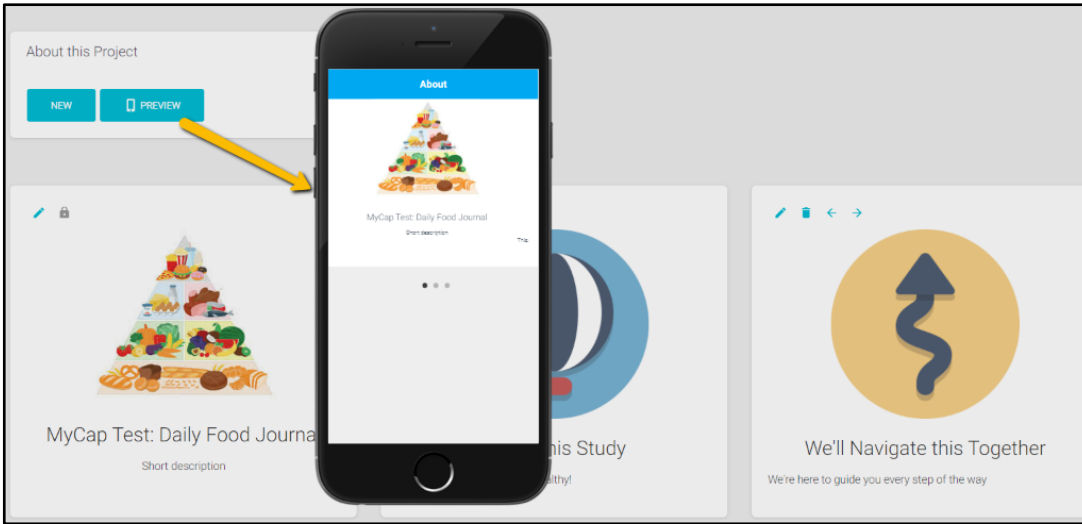 About this Project
NEW
PREVIEW
About
MyCap Test: Daily Food Journal
Short description
This
MyCap Test: Daily Food Journa
Short description
his Study
althy!
We'll Navigate this Together
We're here to guide you every step of the way